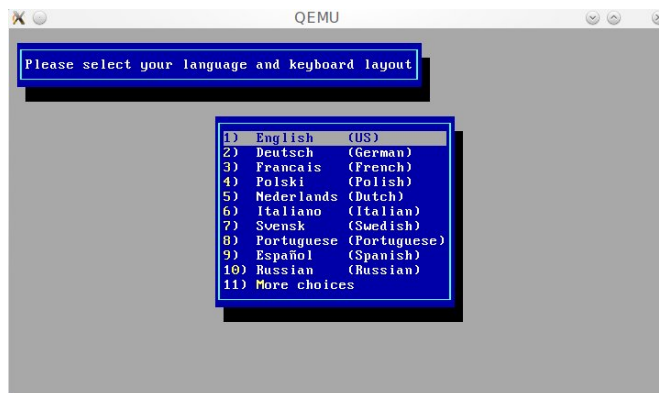 QEMU
Please select your language and keyboard layout
1) English (US)
2) Deutsch (German)
3) Francais (French)
4) Polski (Polish)
5) Nederlands (Dutch)
6) Italiano (Italian)
7) Svensk (Swedish)
8) Portuguese (Portuguese)
9) Español (Spanish)
10) Russian (Russian)
11) More choices